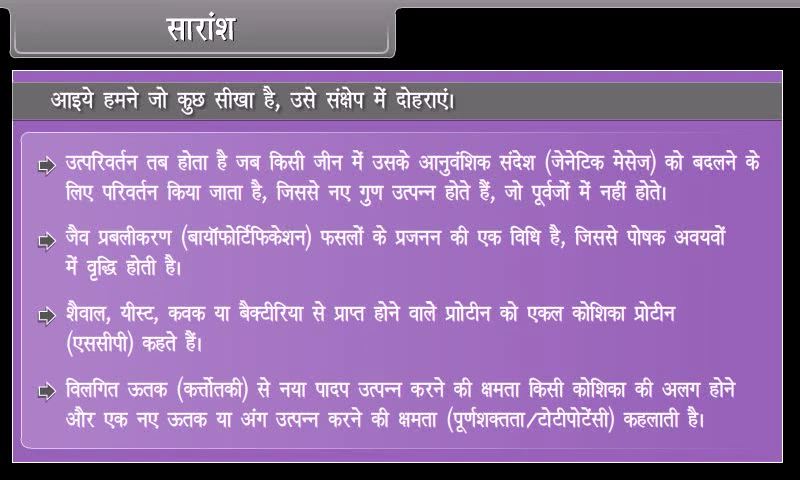 सारांश
आइये हमने जो कुछ सीखा है, उसे संक्षेप में दोहराएं।
उत्परिवर्तन तब होता है जब किसी जीन में उसके आनुवंशिक संदेश (जेनेटिक मेसेज) को बदलने के
लिए परिवर्तन किया जाता है, जिससे नए गुण उत्पन्न होते हैं, जो पूर्वजों में नहीं होते।
जैव प्रबलीकरण (बायॉफोर्टिफिकेशन) फसलों के प्रजनन की एक विधि है, जिससे पोषक अवयवों
में वृद्धि होती है।
शैवाल, यीस्ट, कवक या बैक्टीरिया से प्राप्त होने वाले प्राोटीन को एकल कोशिका प्रोटीन
(एससीपी) कहते हैं।
विलगित ऊतक (कर्त्तोतकी) से नया पादप उत्पन्न करने की क्षमता किसी कोशिका की अलग होने
और एक नए ऊतक या अंग उत्पन्न करने की क्षमता (पूर्णशक्तता/टोटीपोटेंसी) कहलाती है।